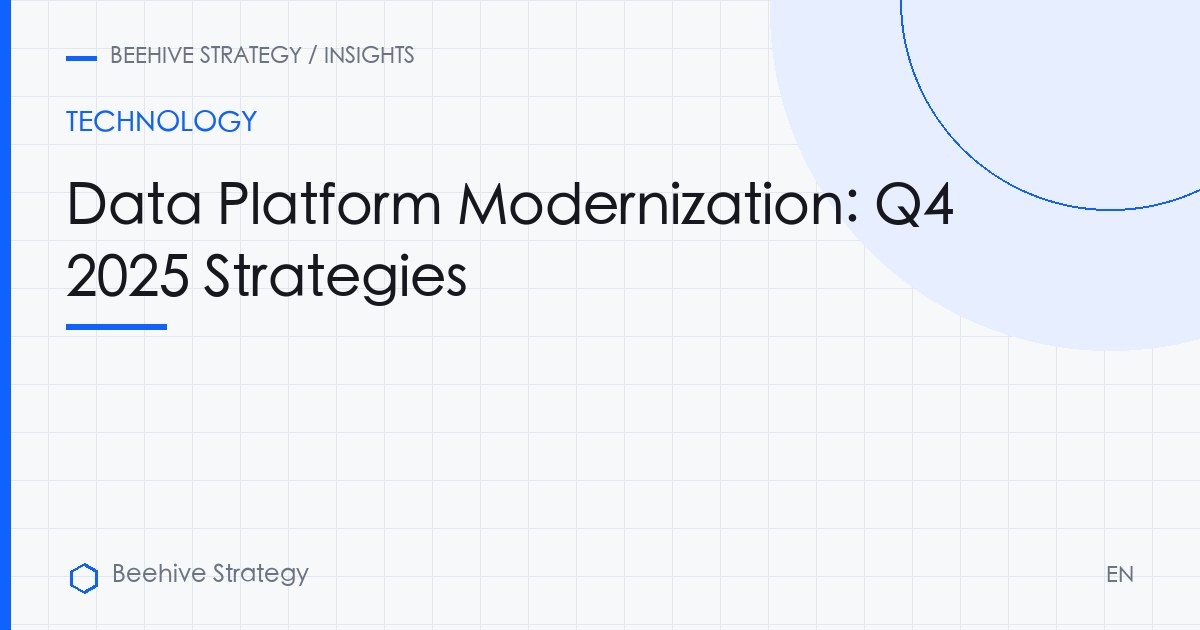 BEEHIVE STRATEGY / INSIGHTS
TECHNOLOGY
Data Platform Modernization: Q4
2025 Strategies
Beehive Strategy
EN